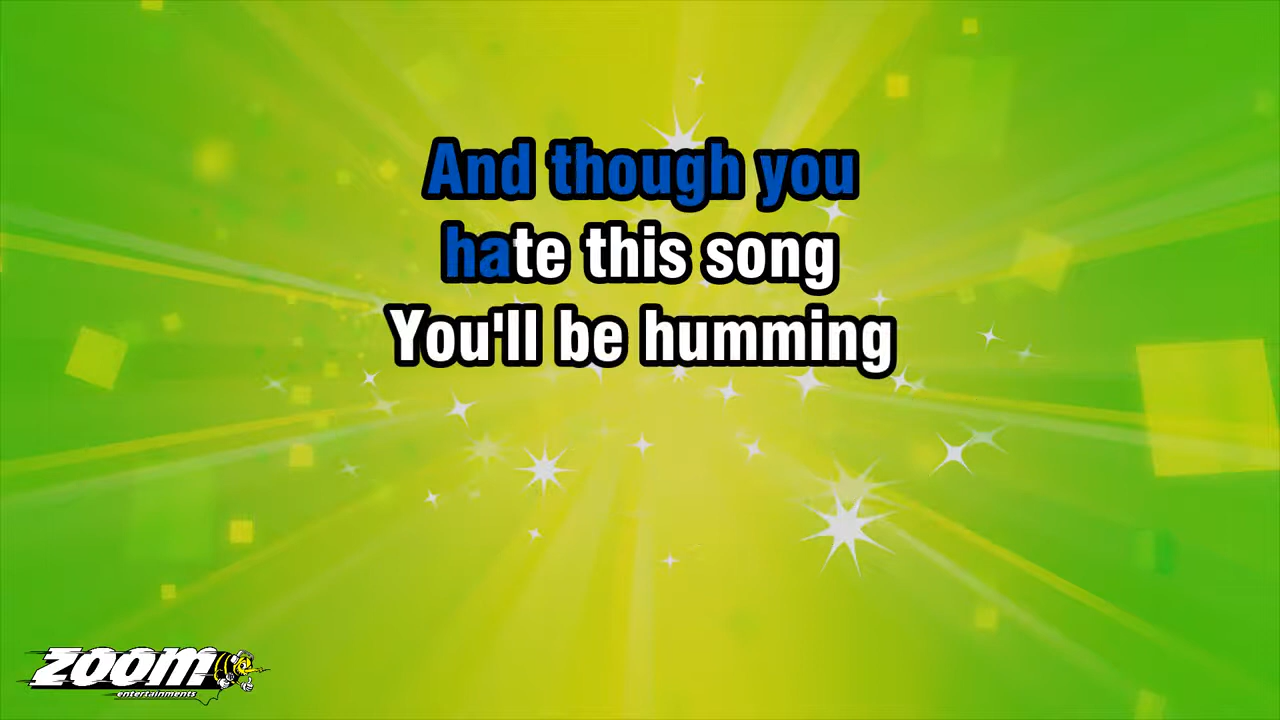 And though you
hate this song
You'll be humming
ZOOM
entertainments